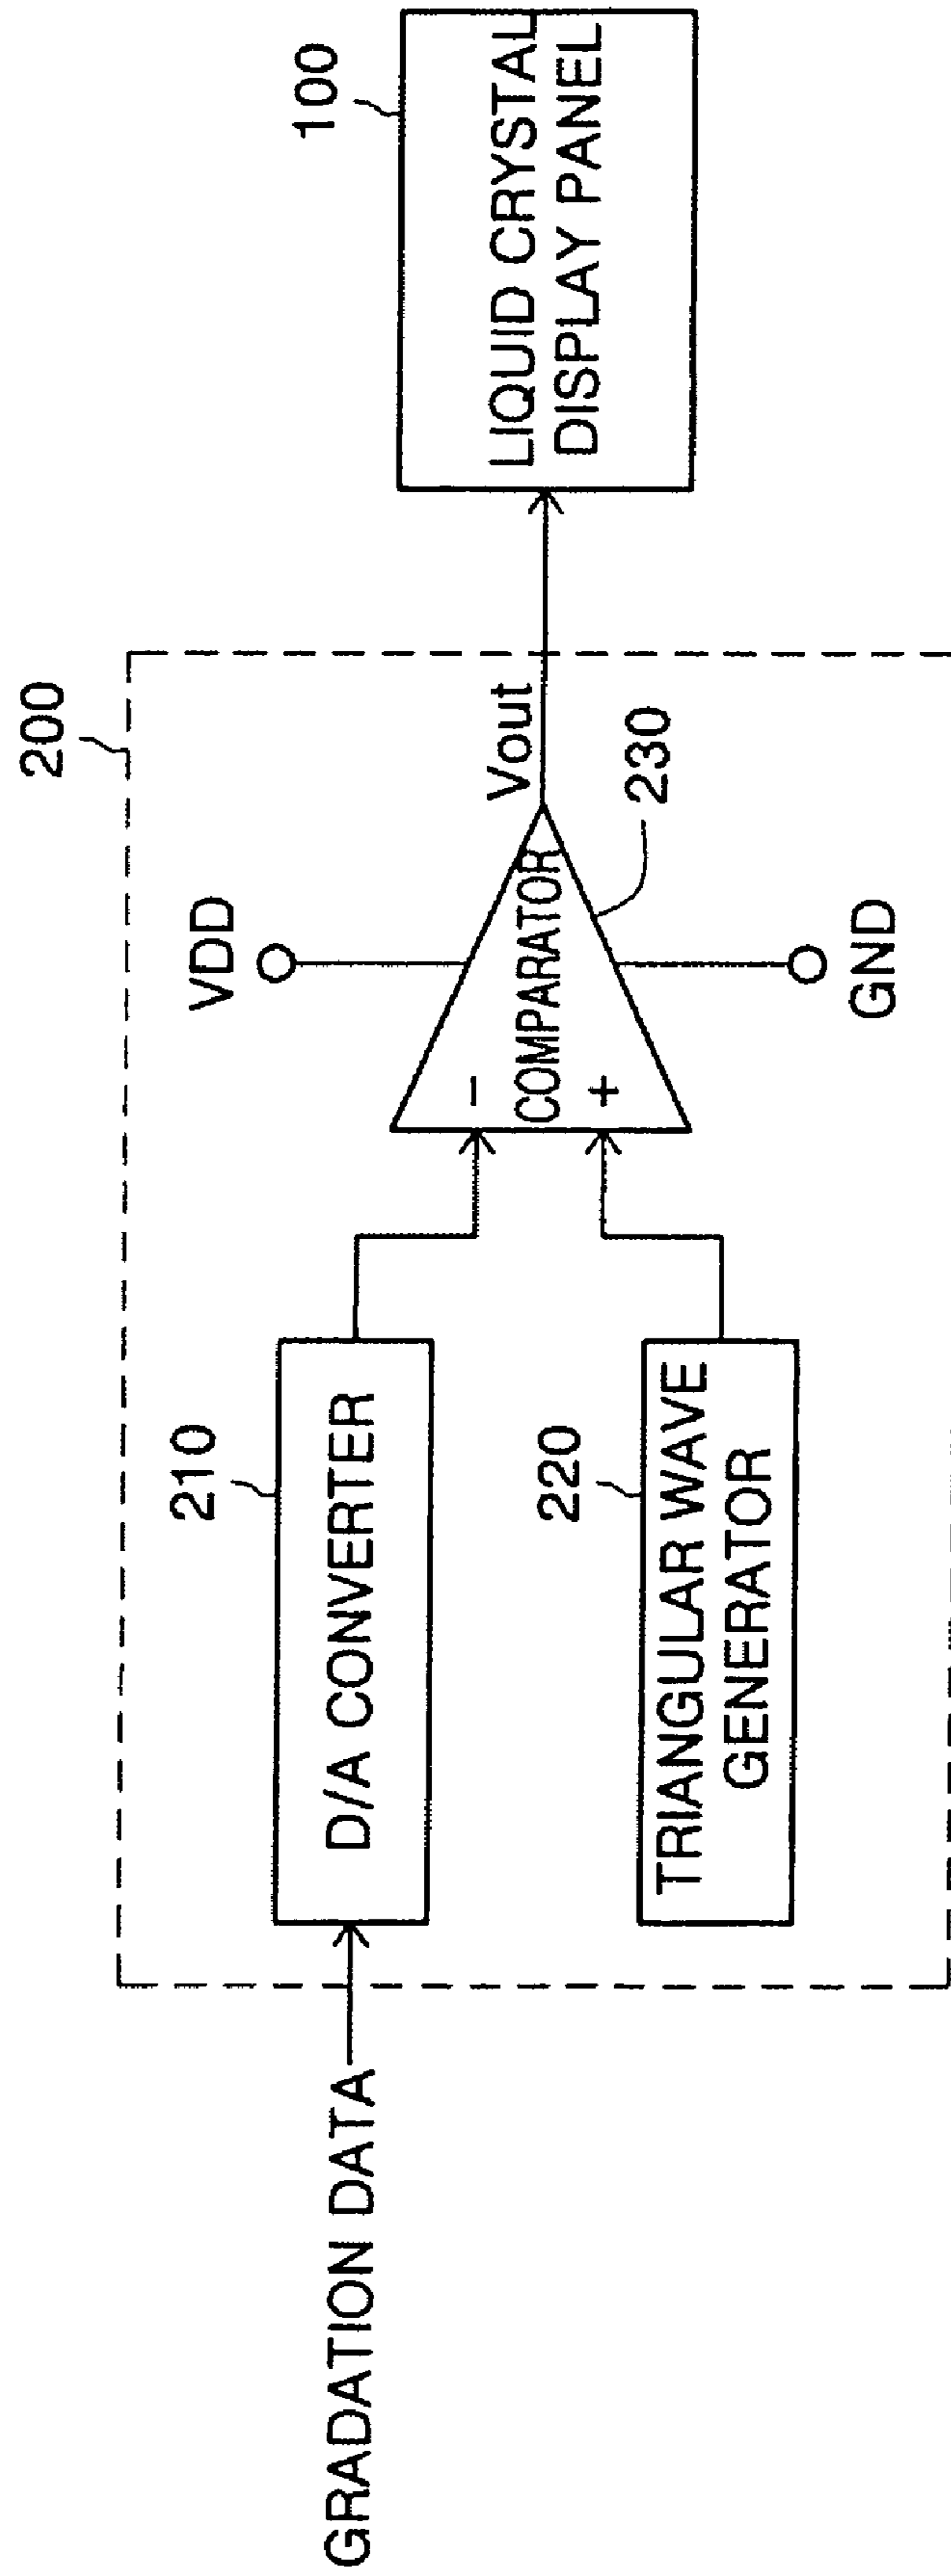 GRADATION DATA
200
210
D/A CONVERTER
220
TRIANGULAR WAVE
GENERATOR
VDD
-
COMPARATOR
+
GND
230
Vout
100
LIQUID CRYSTAL
DISPLAY PANEL